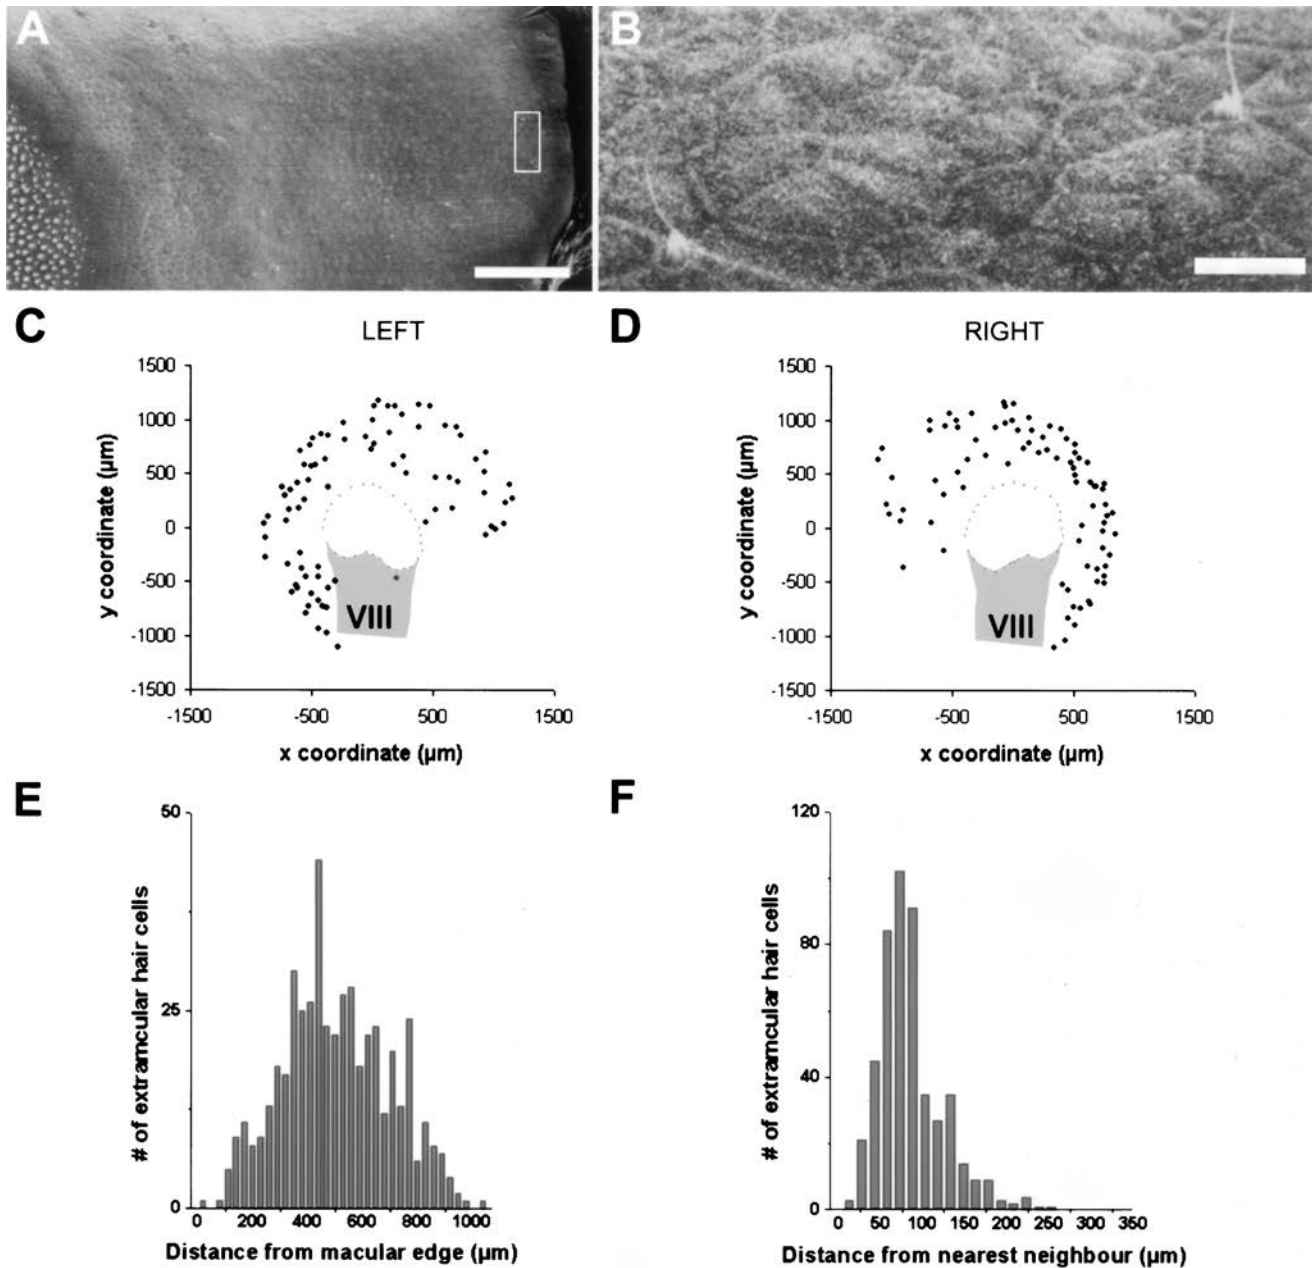 A
B
C
LEFT
1500
1000
500
0
-500
-1000
-1500
y coordinate (µm)
VIII
-1500
-500
500
1500
x coordinate (µm)
D
RIGHT
1500
1000
500
0
-500
-1000
-1500
y coordinate (µm)
VIII
-1500
-500
500
1500
x coordinate (µm)
E
50
25
0
# of extramcular hair cells
0 200 400 600 800 1000
Distance from macular edge (µm)
F
120
80
40
0
# of extramcular hair cells
0 50 100 150 200 250 300 350
Distance from nearest neighbour (µm)